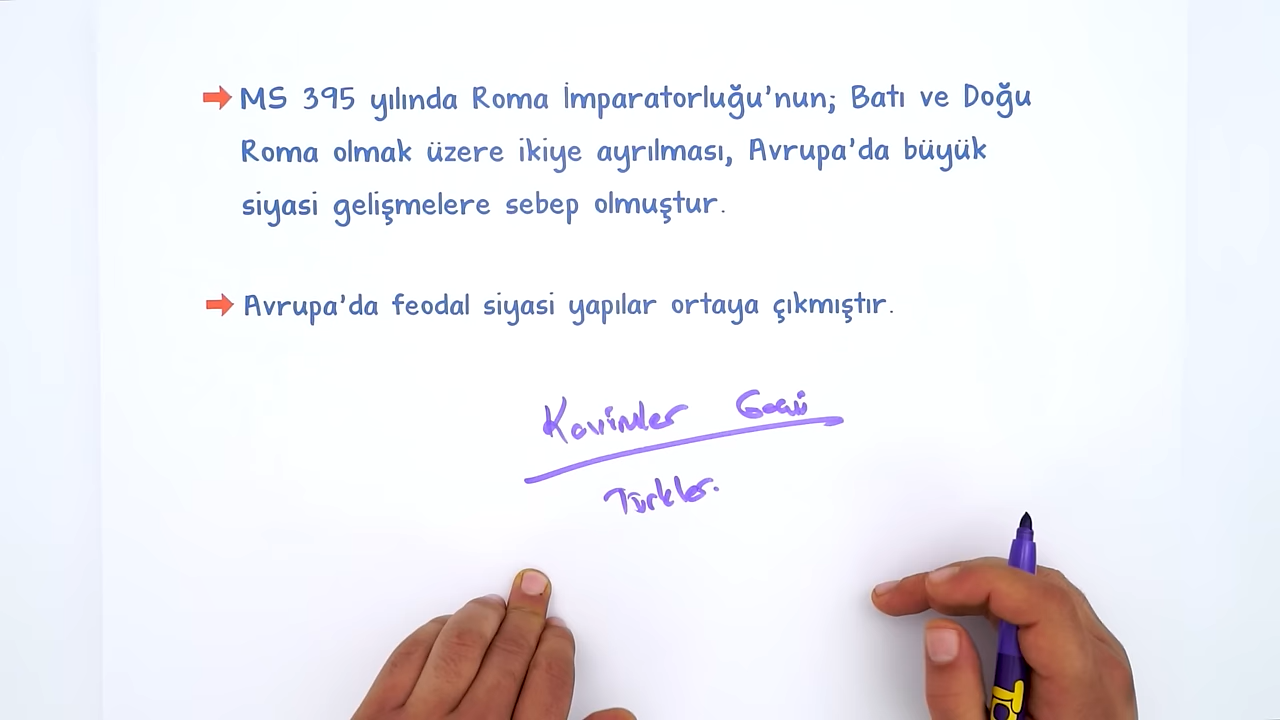 MS 395 yılında Roma İmparatorluğu'nun; Batı ve Doğu
Roma olmak üzere ikiye ayrılması, Avrupa'da büyük
siyasi gelişmelere sebep olmuştur.
Avrupa'da feodal siyasi yapılar ortaya çıkmıştır.
Kavimler Göçü
Türkler.